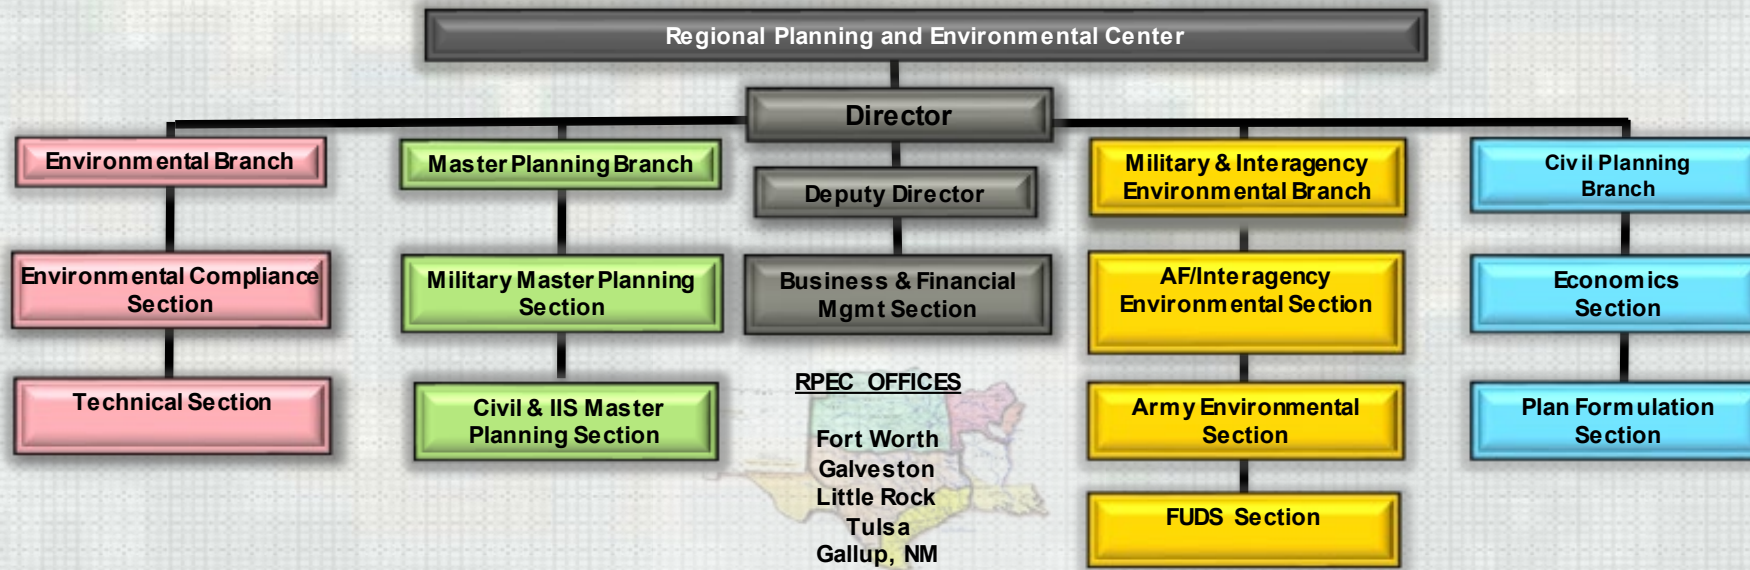 Regional Planning and Environmental Center
Director
Environmental Branch
Environmental Compliance
Section
Technical Section
Master Planning Branch
Military Master Planning
Section
Civil & IIS Master
Planning Section
Deputy Director
Business & Financial
Mgmt Section
RPEC OFFICES
Fort Worth
Galveston
Little Rock
Tulsa
Gallup, NM
Military & Interagency
Environmental Branch
AF/Interagency
Environmental Section
Army Environmental
Section
FUDS Section
Civil Planning
Branch
Economics
Section
Plan Formulation
Section